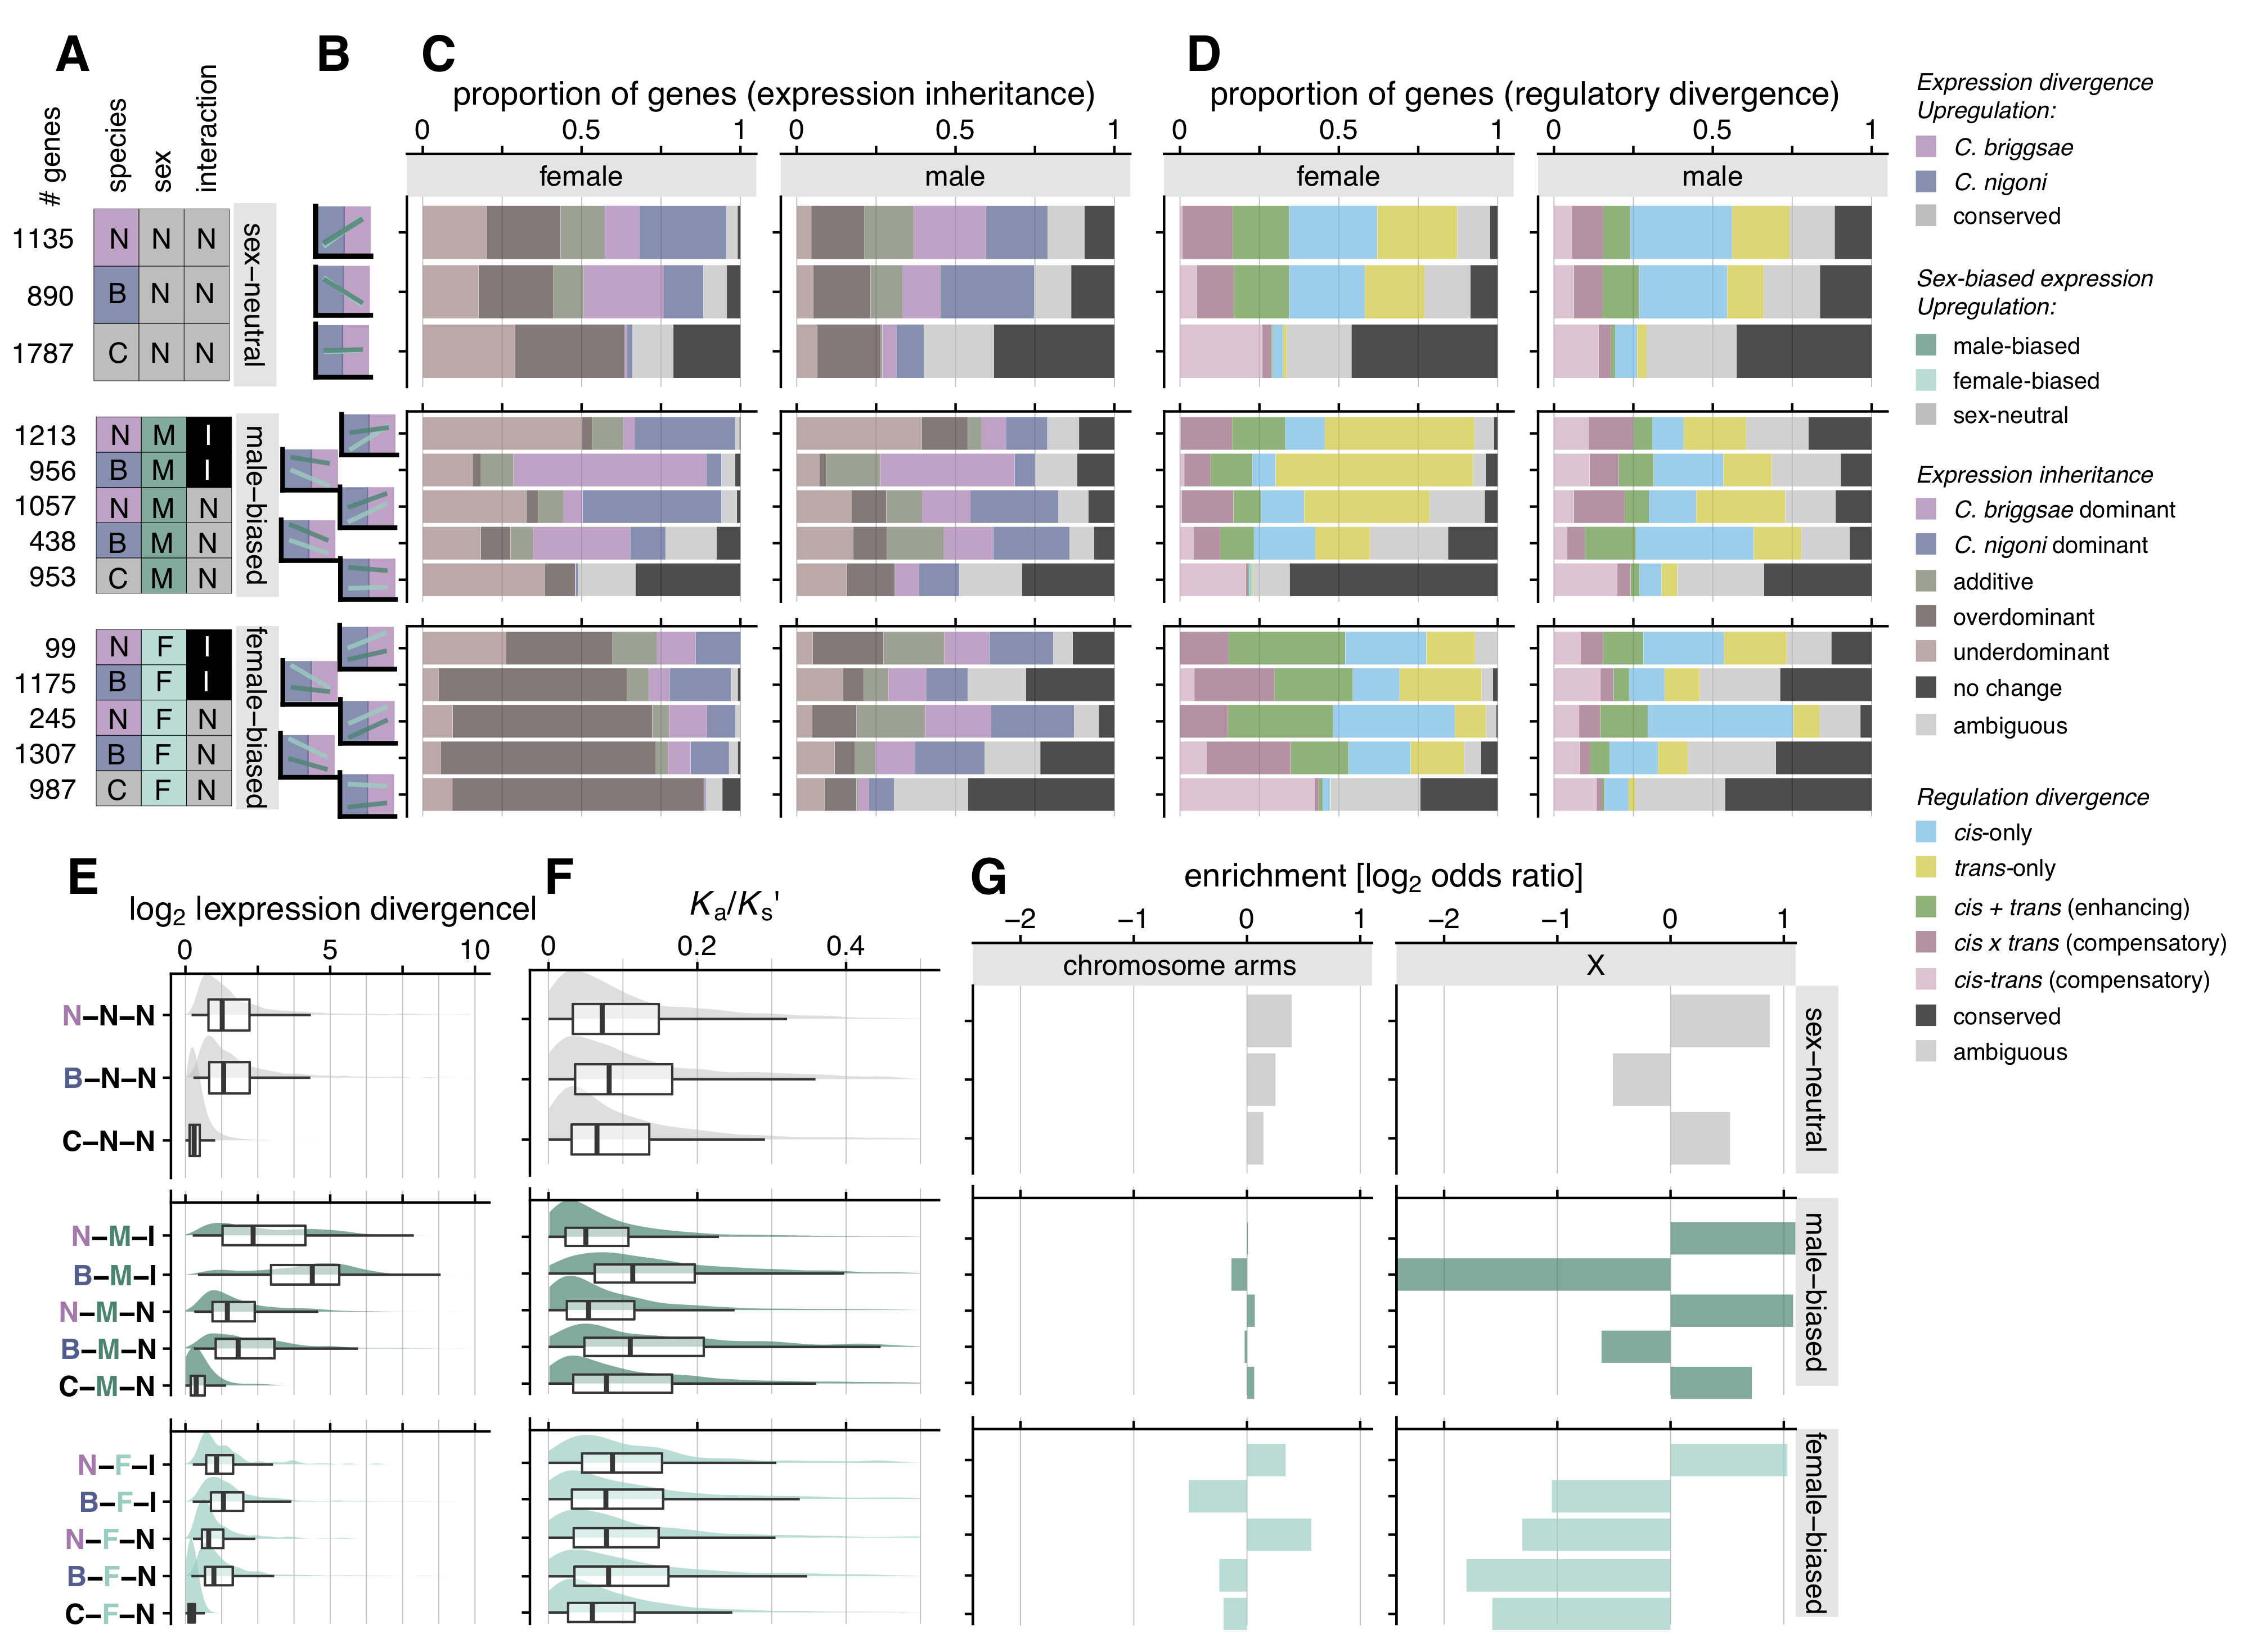 A
B
C
D
# genes
species
sex
interaction
proportion of genes (expression inheritance)
0 0.5 1
0 0.5 1
female
male
proportion of genes (regulatory divergence)
0 0.5 1
0 0.5 1
female
male
1135 N N N
890 B N N
1787 C N N
sex–neutral
1213 N M I
956 B M I
1057 N M N
438 B M N
953 C M N
male–biased
99 N F I
1175 B F I
245 N F N
1307 B F N
987 C F N
female–biased
Expression divergence
Upregulation:
C. briggsae
C. nigoni
conserved
Sex-biased expression
Upregulation:
male-biased
female-biased
sex-neutral
Expression inheritance
C. briggsae dominant
C. nigoni dominant
additive
overdominant
underdominant
no change
ambiguous
Regulation divergence
cis-only
trans-only
cis + trans (enhancing)
cis x trans (compensatory)
cis-trans (compensatory)
conserved
ambiguous
E
log2 |expression divergence|
0 5 10
N–N–N
B–N–N
C–N–N
N–M–I
B–M–I
N–M–N
B–M–N
C–M–N
N–F–I
B–F–I
N–F–N
B–F–N
C–F–N
F
Ka/Ks'
0 0.2 0.4
G
enrichment [log2 odds ratio]
−2 −1 0 1
−2 −1 0 1
chromosome arms
X
sex–neutral
male–biased
female–biased